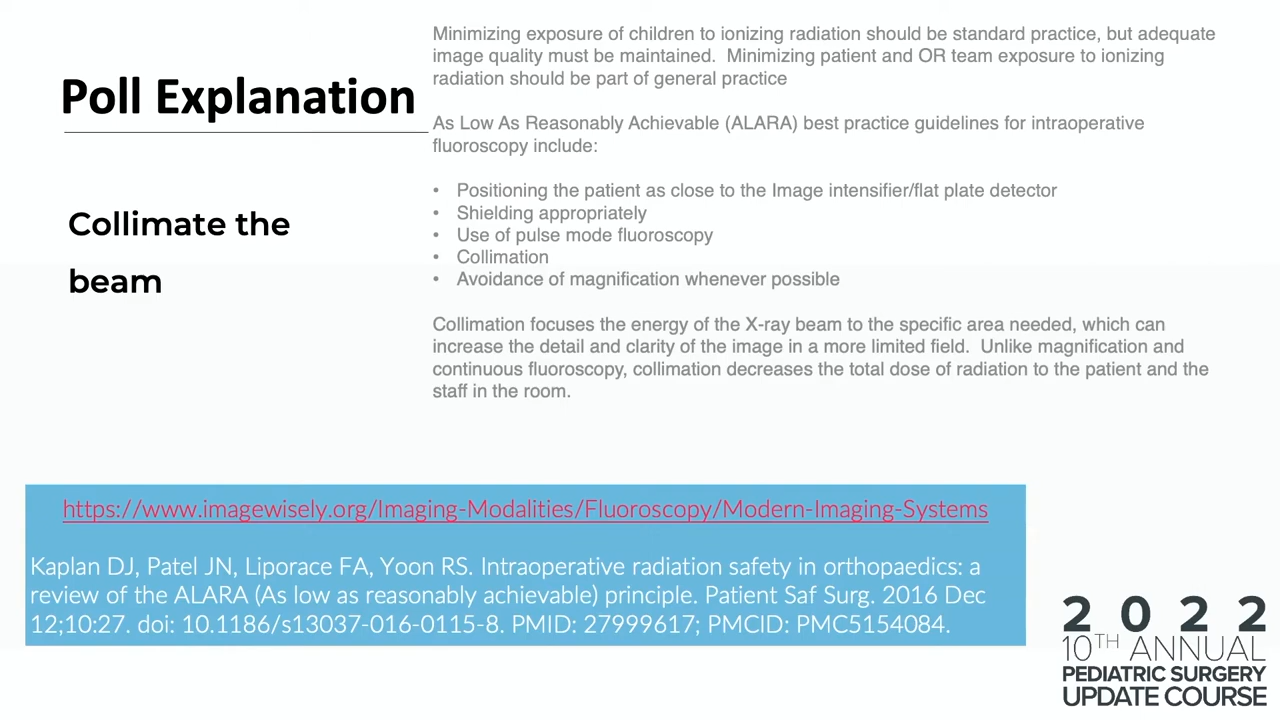 Poll Explanation
Collimate the
beam
Minimizing exposure of children to ionizing radiation should be standard practice, but adequate
image quality must be maintained.  Minimizing patient and OR team exposure to ionizing
radiation should be part of general practice
As Low As Reasonably Achievable (ALARA) best practice guidelines for intraoperative
fluoroscopy include:
• Positioning the patient as close to the Image intensifier/flat plate detector
• Shielding appropriately
• Use of pulse mode fluoroscopy
• Collimation
• Avoidance of magnification whenever possible
Collimation focuses the energy of the X-ray beam to the specific area needed, which can
increase the detail and clarity of the image in a more limited field.  Unlike magnification and
continuous fluoroscopy, collimation decreases the total dose of radiation to the patient and the
staff in the room.
https://www.imagewisely.org/Imaging-Modalities/Fluoroscopy/Modern-Imaging-Systems
Kaplan DJ, Patel JN, Liporace FA, Yoon RS. Intraoperative radiation safety in orthopaedics: a
review of the ALARA (As low as reasonably achievable) principle. Patient Saf Surg. 2016 Dec
12;10:27. doi: 10.1186/s13037-016-0115-8. PMID: 27999617; PMCID: PMC5154084.
2022
10TH ANNUAL
PEDIATRIC SURGERY
UPDATE COURSE